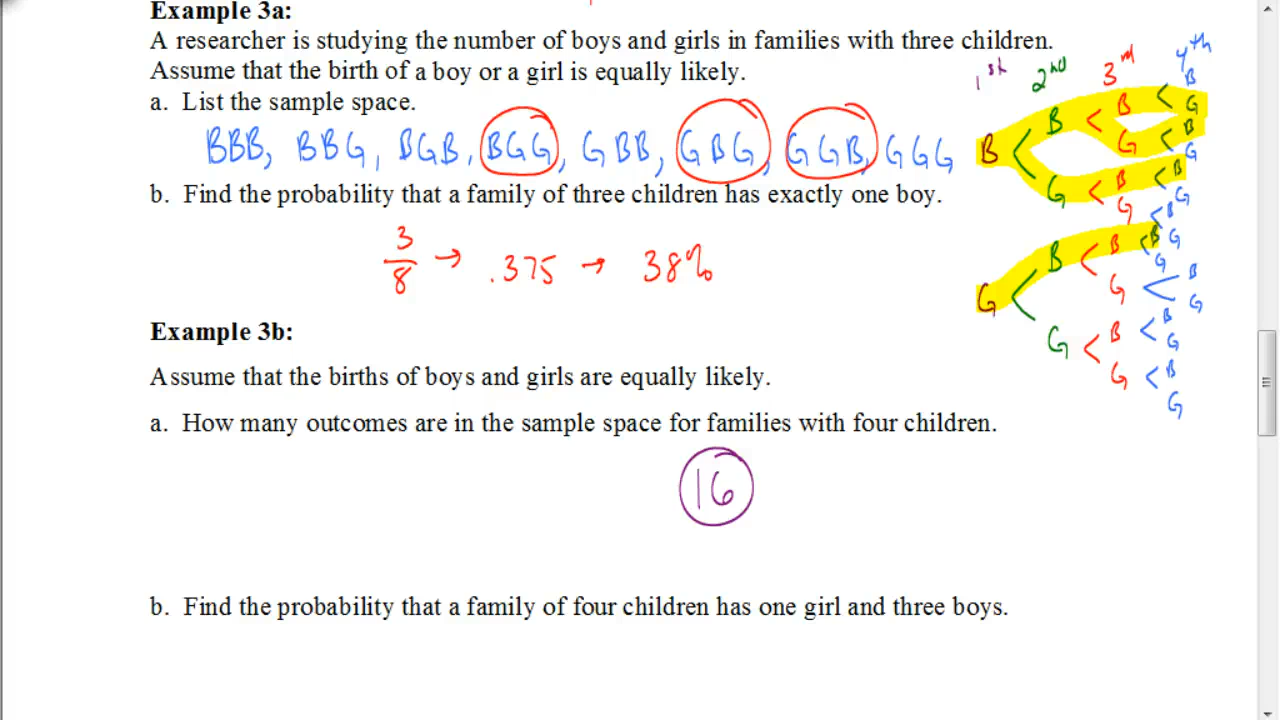 Example 3a:
A researcher is studying the number of boys and girls in families with three children.
Assume that the birth of a boy or a girl is equally likely.
a. List the sample space.
BBB, BBG, BGB, BGG, GBB, GBG, GGB, GGG
b. Find the probability that a family of three children has exactly one boy.
3/8 → .375 → 38%
Example 3b:
Assume that the births of boys and girls are equally likely.
a. How many outcomes are in the sample space for families with four children.
16
b. Find the probability that a family of four children has one girl and three boys.
1st 2nd 3rd 4th
B
G
B < B
B < G < B
G
B <
G < B < B
G
G <
B
G
B < B < B
G
G <
G < G < B
G
B < B
G
G < B
G